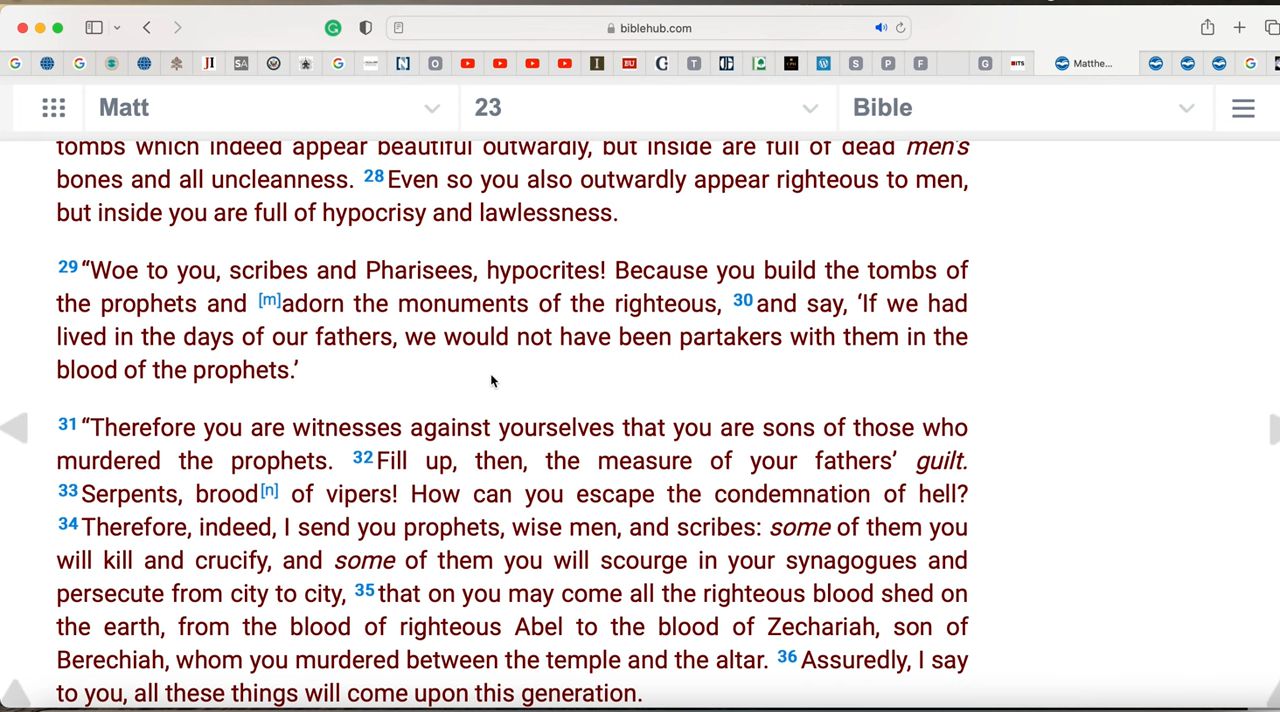 biblehub.com
G G JI SA G N O BU C T S P F G ITS Matthe...
Matt 23 Bible
tombs which indeed appear beautiful outwardly, but inside are full of dead men's
bones and all uncleanness. 28 Even so you also outwardly appear righteous to men,
but inside you are full of hypocrisy and lawlessness.
29 “Woe to you, scribes and Pharisees, hypocrites! Because you build the tombs of
the prophets and [m]adorn the monuments of the righteous, 30 and say, ‘If we had
lived in the days of our fathers, we would not have been partakers with them in the
blood of the prophets.’
31 “Therefore you are witnesses against yourselves that you are sons of those who
murdered the prophets. 32 Fill up, then, the measure of your fathers’ guilt.
33 Serpents, brood[n] of vipers! How can you escape the condemnation of hell?
34 Therefore, indeed, I send you prophets, wise men, and scribes: some of them you
will kill and crucify, and some of them you will scourge in your synagogues and
persecute from city to city, 35 that on you may come all the righteous blood shed on
the earth, from the blood of righteous Abel to the blood of Zechariah, son of
Berechiah, whom you murdered between the temple and the altar. 36 Assuredly, I say
to you, all these things will come upon this generation.